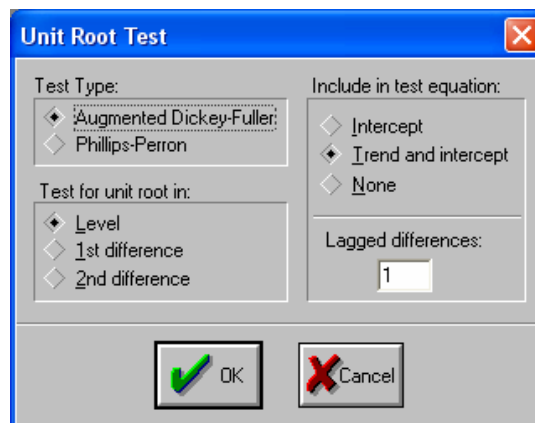 Unit Root Test
Test Type:
Augmented Dickey-Fuller
Phillips-Perron
Test for unit root in:
Level
1st difference
2nd difference
Include in test equation:
Intercept
Trend and intercept
None
Lagged differences:
1
OK
Cancel